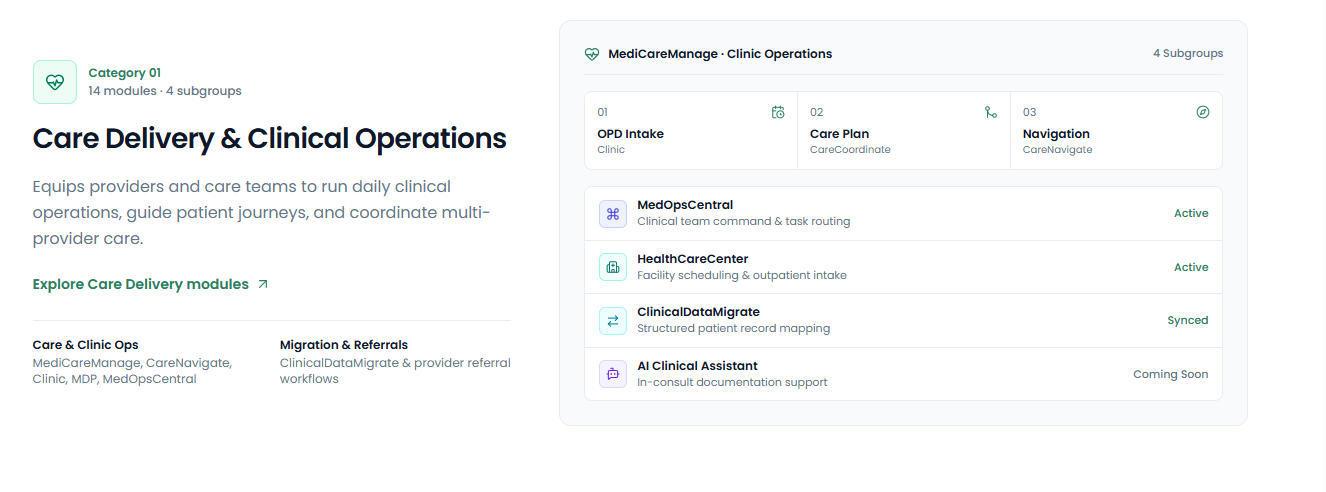 Category 01
14 modules · 4 subgroups
Care Delivery & Clinical Operations
Equips providers and care teams to run daily clinical
operations, guide patient journeys, and coordinate multi-
provider care.
Explore Care Delivery modules
Care & Clinic Ops
MediCareManage, CareNavigate,
Clinic, MDP, MedOpsCentral
Migration & Referrals
ClinicalDataMigrate & provider referral
workflows
MediCareManage · Clinic Operations
4 Subgroups
01
OPD Intake
Clinic
02
Care Plan
CareCoordinate
03
Navigation
CareNavigate
MedOpsCentral
Clinical team command & task routing
Active
HealthCareCenter
Facility scheduling & outpatient intake
Active
ClinicalDataMigrate
Structured patient record mapping
Synced
AI Clinical Assistant
In-consult documentation support
Coming Soon